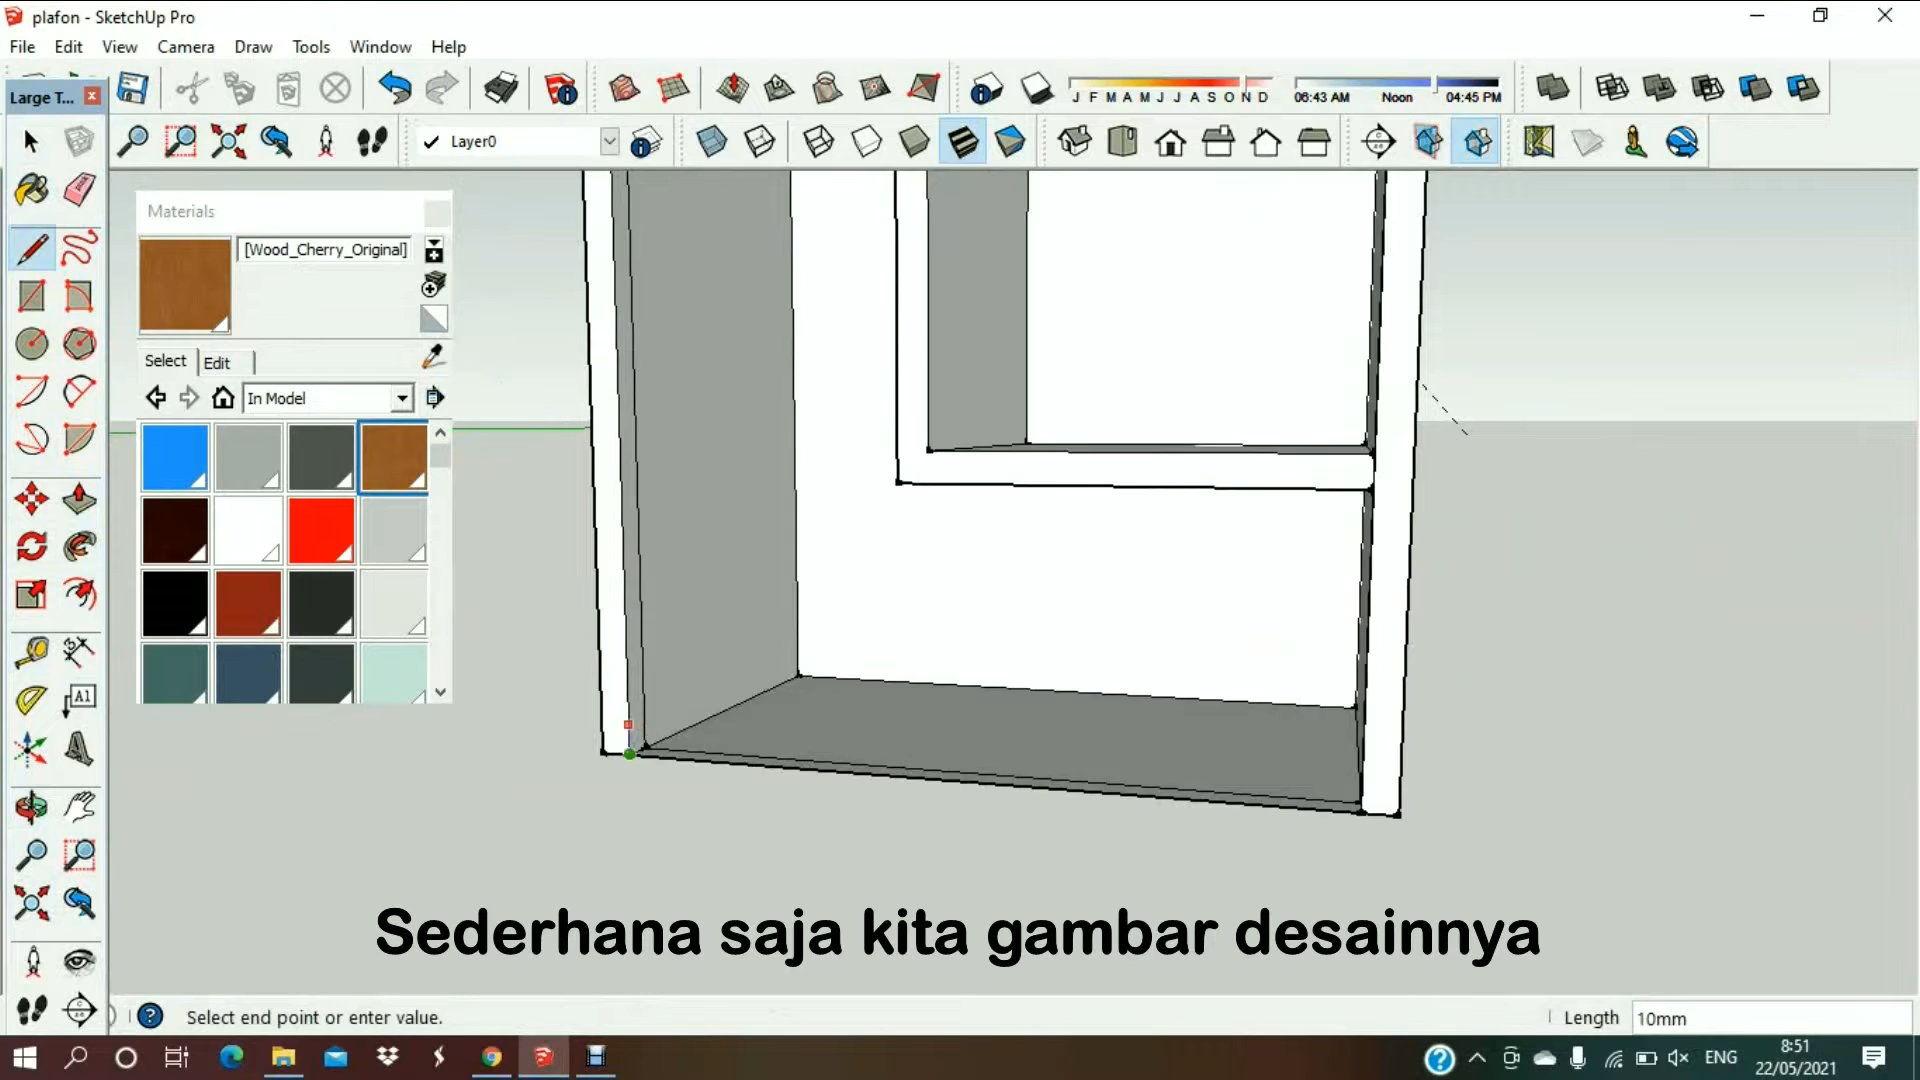 plafon - SketchUp Pro
File Edit View Camera Draw Tools Window Help
Large T...
J F M A M J J A S O N D
06:43 AM Noon 04:45 PM
Layer0
Materials
[Wood_Cherry_Original]
Select Edit
In Model
A1
Sederhana saja kita gambar desainnya
Select end point or enter value.
Length 10mm
ENG
8:51
22/05/2021